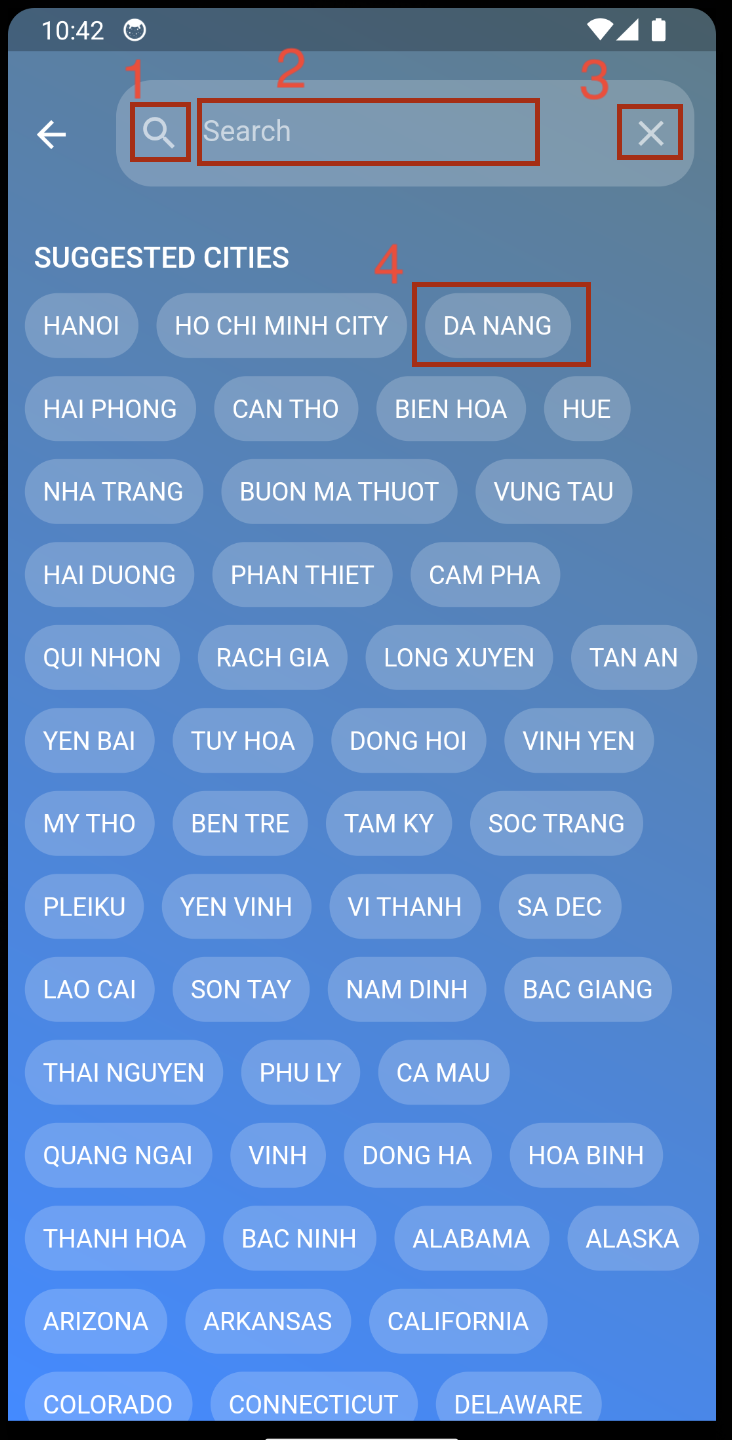 10:42
1 2 3
Search
SUGGESTED CITIES
4
HANOI HO CHI MINH CITY DA NANG
HAI PHONG CAN THO BIEN HOA HUE
NHA TRANG BUON MA THUOT VUNG TAU
HAI DUONG PHAN THIET CAM PHA
QUI NHON RACH GIA LONG XUYEN TAN AN
YEN BAI TUY HOA DONG HOI VINH YEN
MY THO BEN TRE TAM KY SOC TRANG
PLEIKU YEN VINH VI THANH SA DEC
LAO CAI SON TAY NAM DINH BAC GIANG
THAI NGUYEN PHU LY CA MAU
QUANG NGAI VINH DONG HA HOA BINH
THANH HOA BAC NINH ALABAMA ALASKA
ARIZONA ARKANSAS CALIFORNIA
COLORADO CONNECTICUT DELAWARE